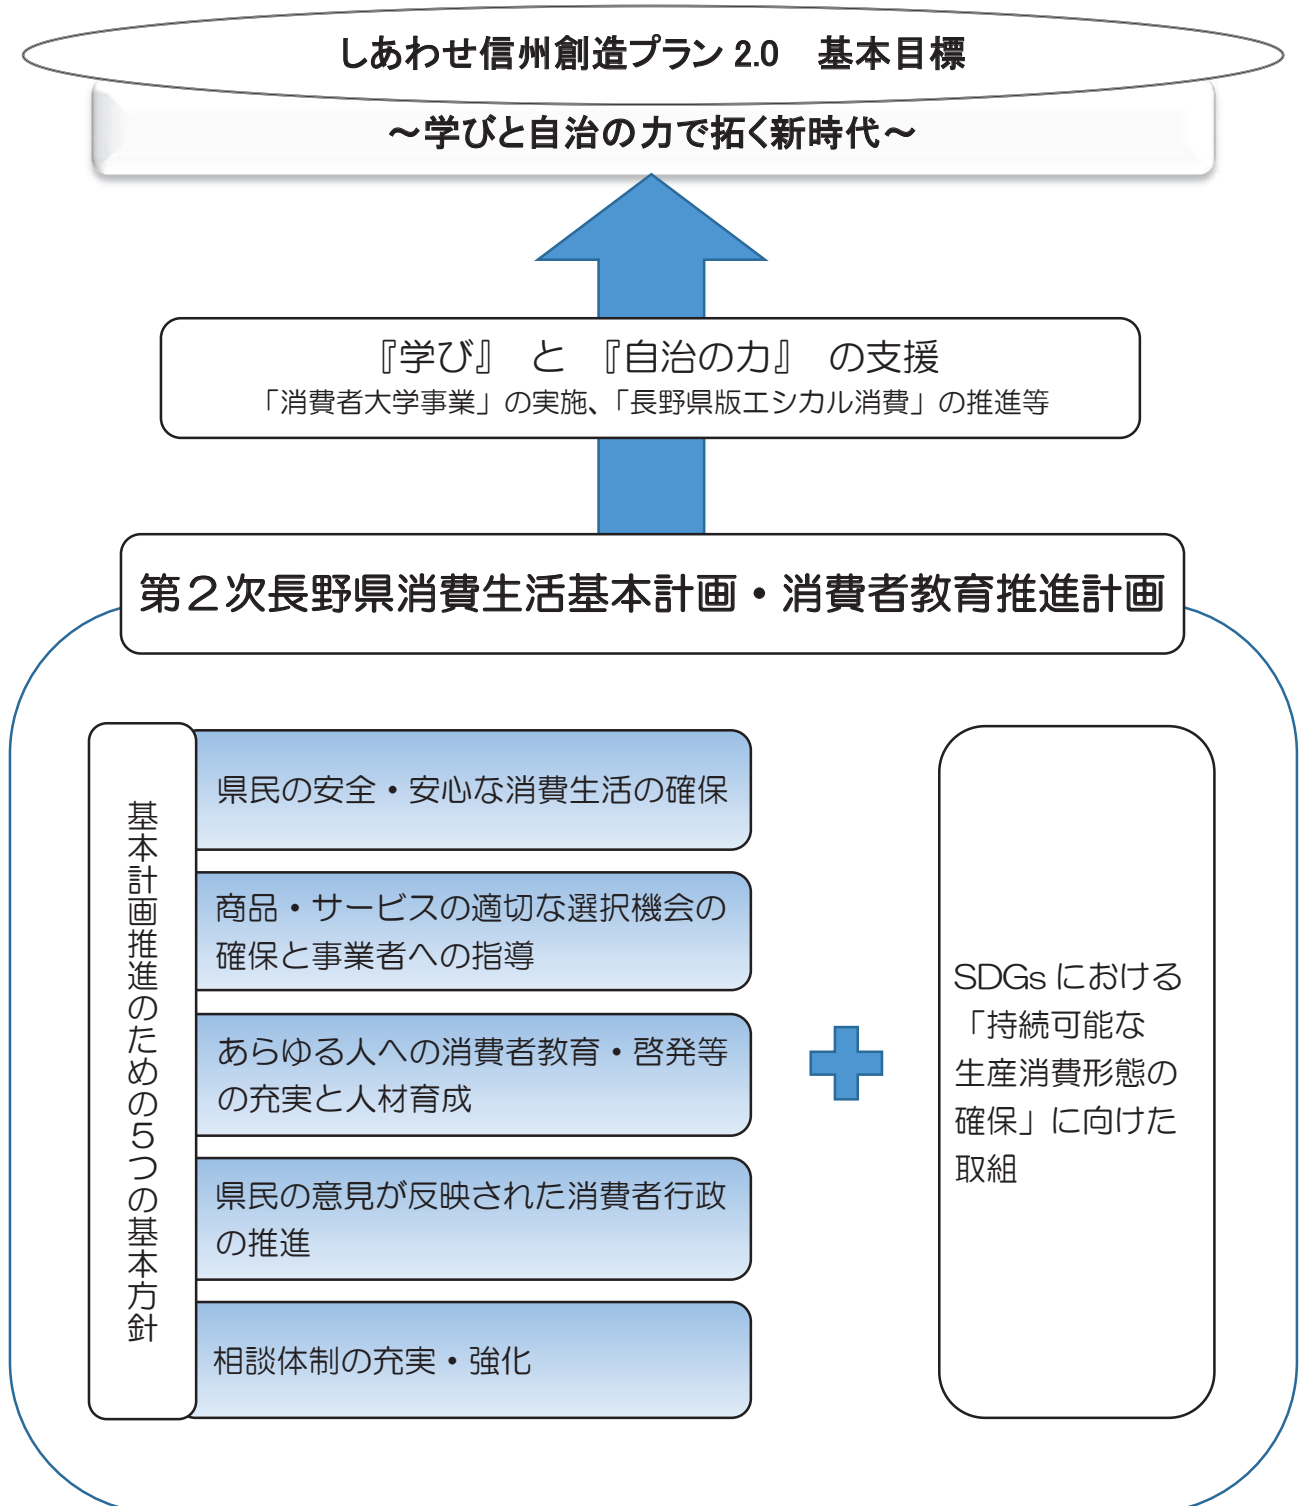 しあわせ信州創造プラン 2.0　基本目標
～学びと自治の力で拓く新時代～
『学び』 と 『自治の力』 の支援
「消費者大学事業」の実施、「長野県版エシカル消費」の推進等
第２次長野県消費生活基本計画・消費者教育推進計画
基本計画推進のための５つの基本方針
県民の安全・安心な消費生活の確保
商品・サービスの適切な選択機会の
確保と事業者への指導
あらゆる人への消費者教育・啓発等
の充実と人材育成
県民の意見が反映された消費者行政
の推進
相談体制の充実・強化
SDGs における
「持続可能な
生産消費形態の
確保」に向けた
取組